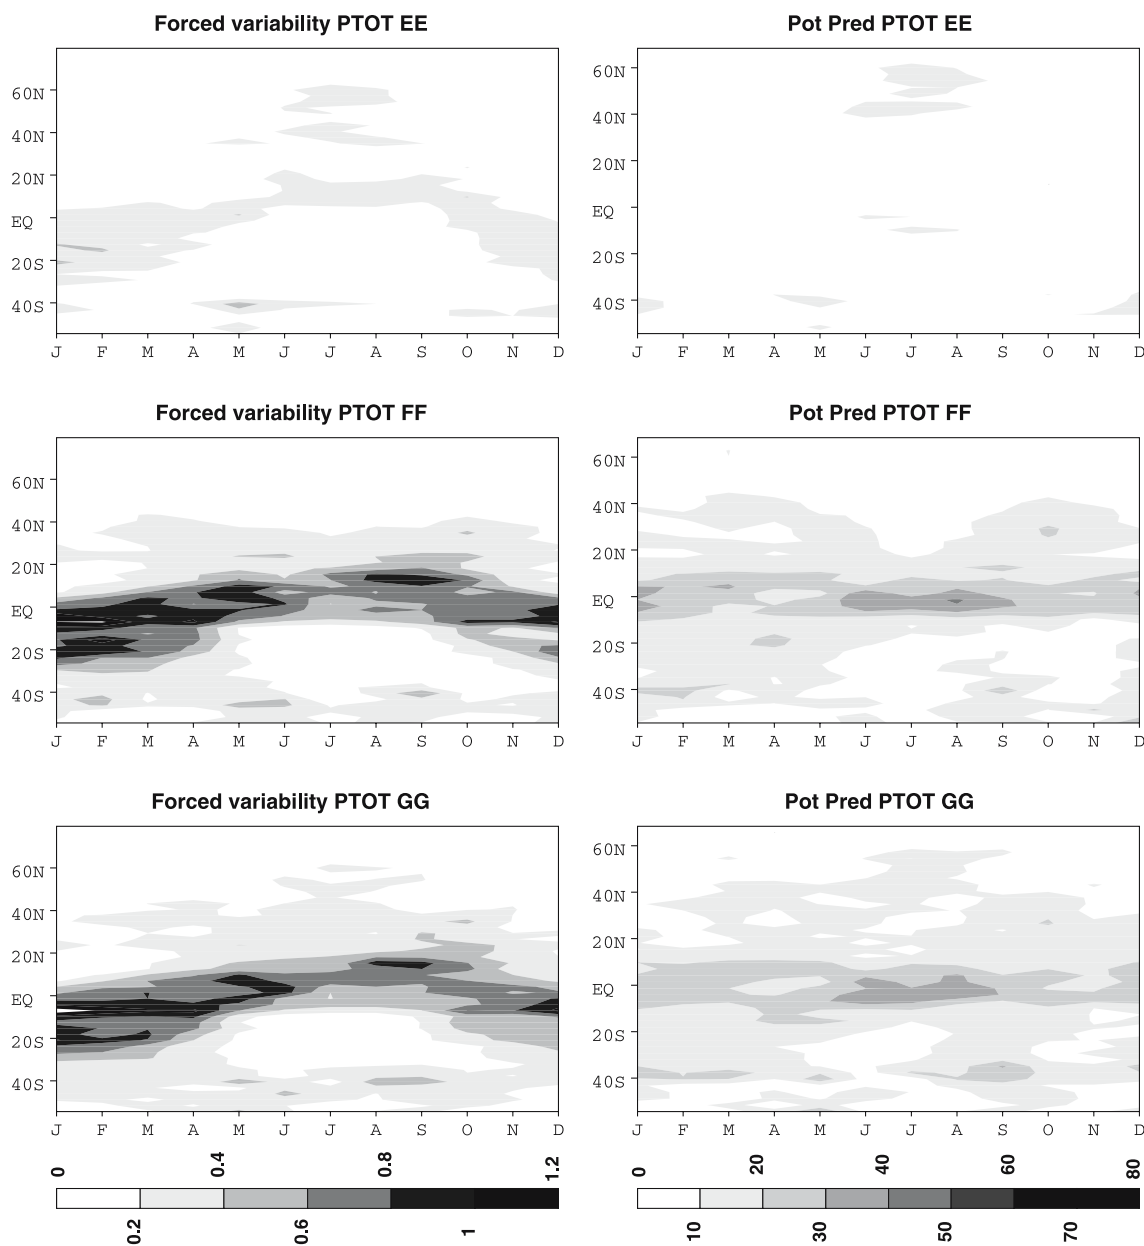 Forced variability PTOT EE
Pot Pred PTOT EE
60N
40N
20N
EQ
20S
40S
J F M A M J J A S O N D
60N
40N
20N
EQ
20S
40S
J F M A M J J A S O N D
Forced variability PTOT FF
Pot Pred PTOT FF
60N
40N
20N
EQ
20S
40S
J F M A M J J A S O N D
60N
40N
20N
EQ
20S
40S
J F M A M J J A S O N D
Forced variability PTOT GG
Pot Pred PTOT GG
60N
40N
20N
EQ
20S
40S
J F M A M J J A S O N D
60N
40N
20N
EQ
20S
40S
J F M A M J J A S O N D
0 0.4 0.8 1.2
0.2 0.6 1
0 20 40 60 80
10 30 50 70